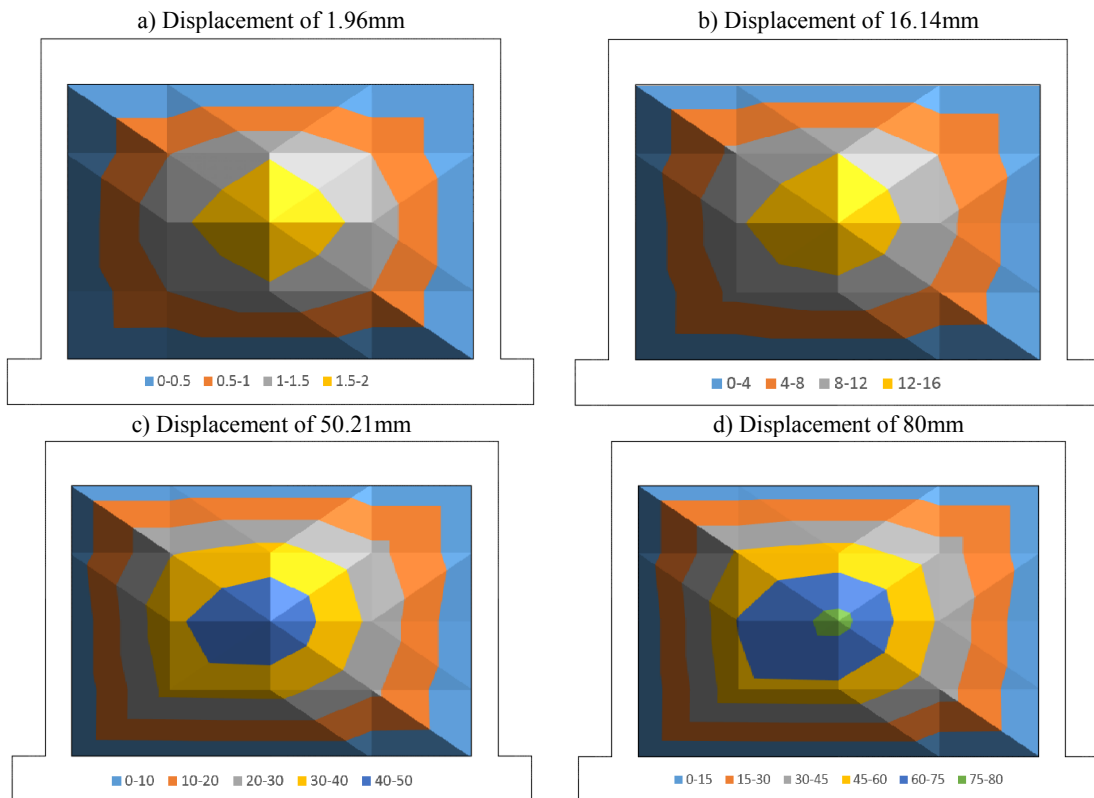 a) Displacement of 1.96mm
b) Displacement of 16.14mm
0-0.5 0.5-1 1-1.5 1.5-2
0-4 4-8 8-12 12-16
c) Displacement of 50.21mm
d) Displacement of 80mm
0-10 10-20 20-30 30-40 40-50
0-15 15-30 30-45 45-60 60-75 75-80